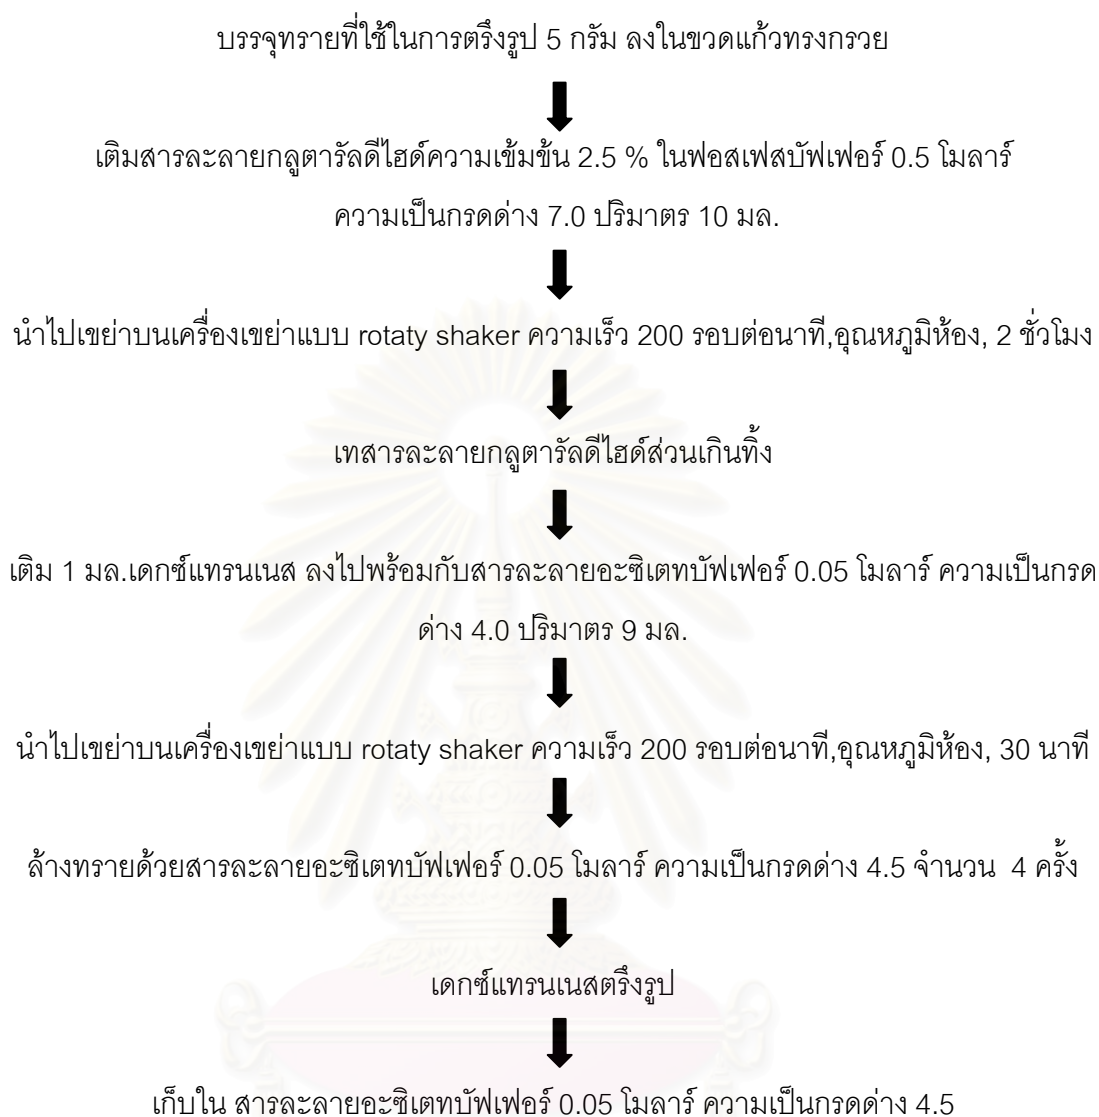 บรรจุทรายที่ใช้ในการตรึงรูป 5 กรัม ลงในขวดแก้วทรงกรวย
เติมสารละลายกลูตารัลดีไฮด์ความเข้มข้น 2.5 % ในฟอสเฟสบัฟเฟอร์ 0.5 โมลาร์
ความเป็นกรดด่าง 7.0 ปริมาตร 10 มล.
นำไปเขย่าบนเครื่องเขย่าแบบ rotaty shaker ความเร็ว 200 รอบต่อนาที,อุณหภูมิห้อง, 2 ชั่วโมง
เทสารละลายกลูตารัลดีไฮด์ส่วนเกินทิ้ง
เติม 1 มล.เดกซ์แทรนเนส ลงไปพร้อมกับสารละลายอะซิเตทบัฟเฟอร์ 0.05 โมลาร์ ความเป็นกรด
ด่าง 4.0 ปริมาตร 9 มล.
นำไปเขย่าบนเครื่องเขย่าแบบ rotaty shaker ความเร็ว 200 รอบต่อนาที,อุณหภูมิห้อง, 30 นาที
ล้างทรายด้วยสารละลายอะซิเตทบัฟเฟอร์ 0.05 โมลาร์ ความเป็นกรดด่าง 4.5 จำนวน 4 ครั้ง
เดกซ์แทรนเนสตรึงรูป
เก็บใน สารละลายอะซิเตทบัฟเฟอร์ 0.05 โมลาร์ ความเป็นกรดด่าง 4.5